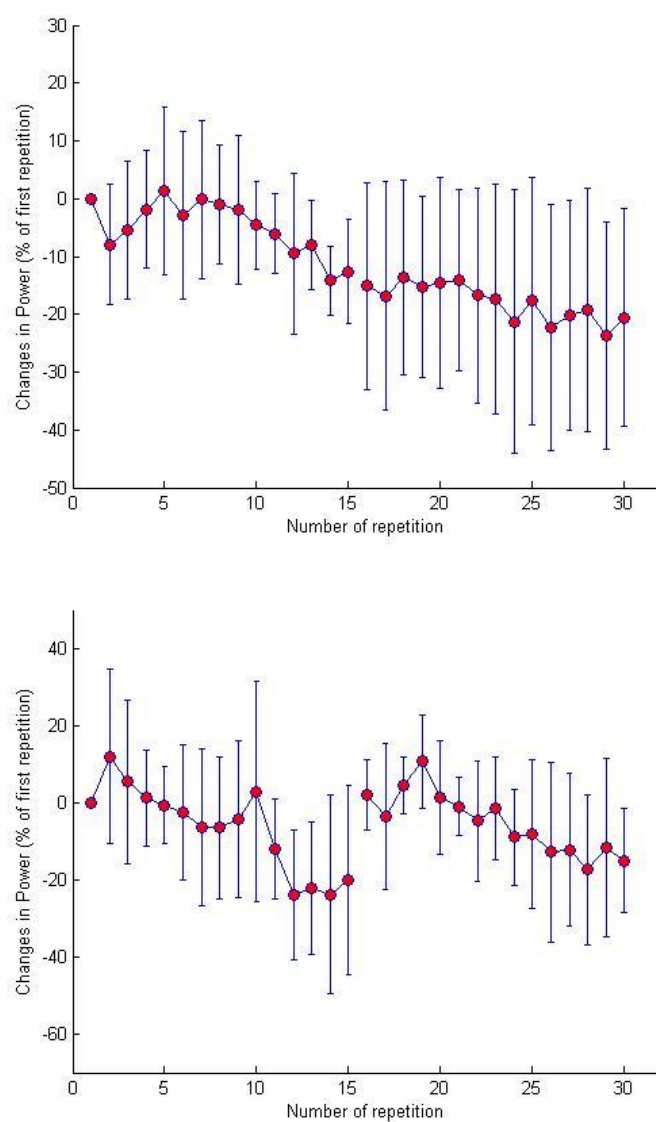 30
20
10
0
-10
-20
-30
-40
-50
Changes in Power (% of first repetition)
0 5 10 15 20 25 30
Number of repetition
40
20
0
-20
-40
-60
Changes in Power (% of first repetition)
0 5 10 15 20 25 30
Number of repetition